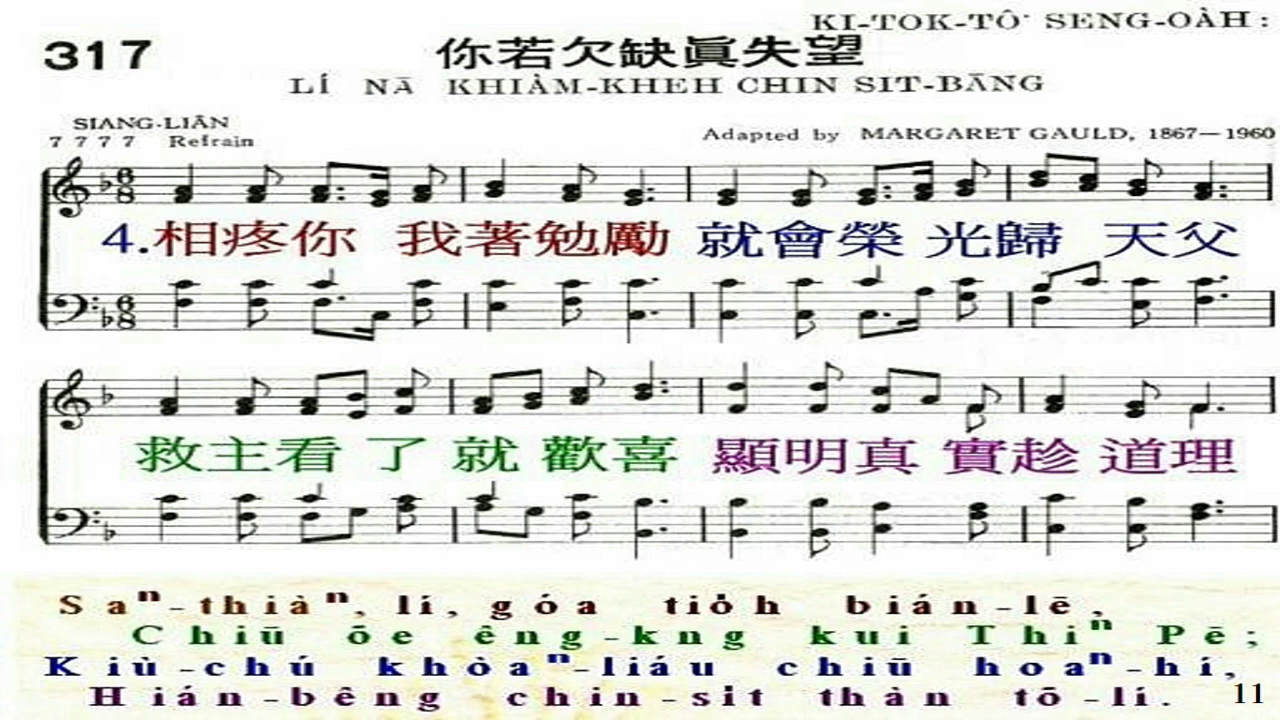 KI-TOK-TÔ͘ SENG-OA̍H :
317 你若欠缺眞失望
LÍ NĀ KHIÀM-KHEH CHIN SIT-BĀNG
SIANG-LIÂN
7 7 7 7 Refrain
Adapted by MARGARET GAULD, 1867—1960
4.相疼你 我著勉勵 就會榮 光歸 天父
救主看 了 就 歡喜 顯明真 實趁 道理
Saⁿ-thiàⁿ, lí, góa tio̍h bián-lē,
Chiū ōe êng-kng kui Thiⁿ Pē;
Kiù-chú khòaⁿ-liáu chiū hoaⁿ-hí,
Hián-bêng chin-si̍t thàn tō-lí.
11